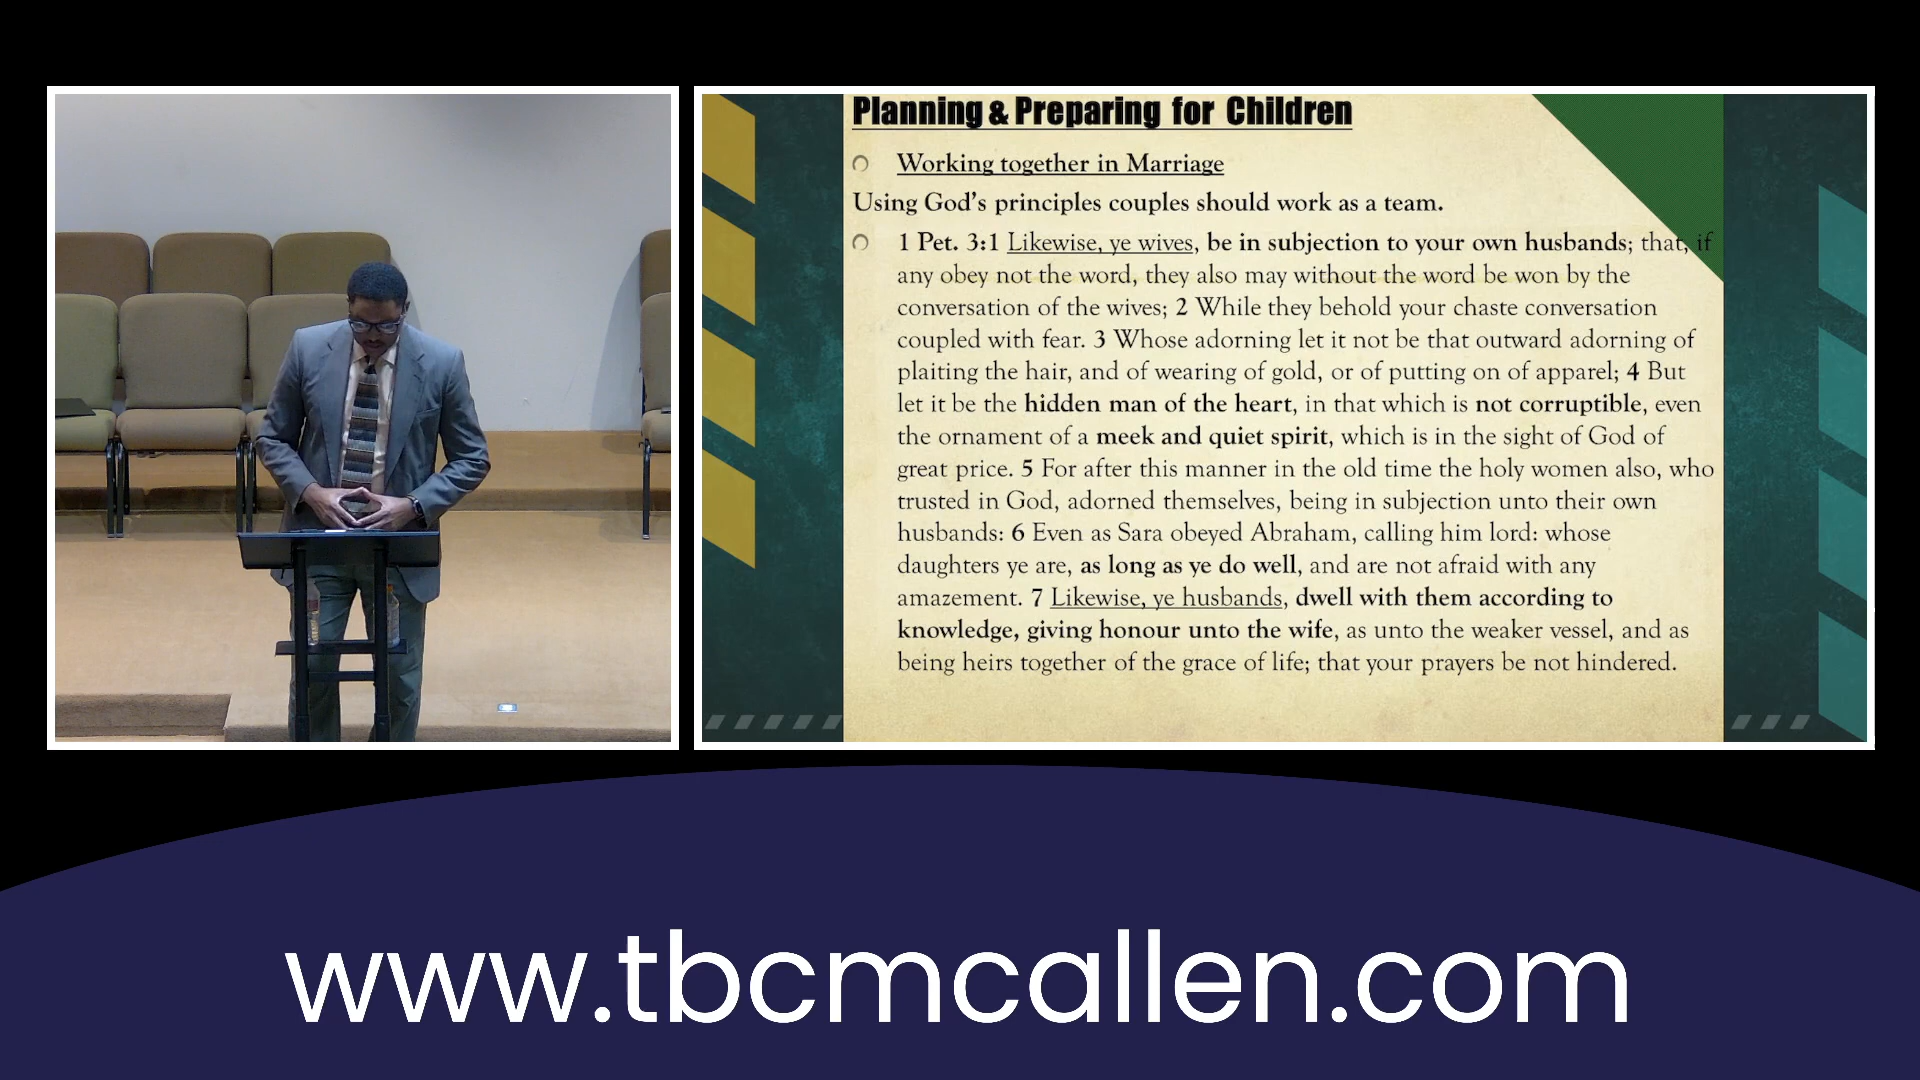 Planning & Preparing for Children
Working together in Marriage
Using God's principles couples should work as a team.
1 Pet. 3:1 Likewise, ye wives, be in subjection to your own husbands; that, if
any obey not the word, they also may without the word be won by the
conversation of the wives; 2 While they behold your chaste conversation
coupled with fear. 3 Whose adorning let it not be that outward adorning of
plaiting the hair, and of wearing of gold, or of putting on of apparel; 4 But
let it be the hidden man of the heart, in that which is not corruptible, even
the ornament of a meek and quiet spirit, which is in the sight of God of
great price. 5 For after this manner in the old time the holy women also, who
trusted in God, adorned themselves, being in subjection unto their own
husbands: 6 Even as Sara obeyed Abraham, calling him lord: whose
daughters ye are, as long as ye do well, and are not afraid with any
amazement. 7 Likewise, ye husbands, dwell with them according to
knowledge, giving honour unto the wife, as unto the weaker vessel, and as
being heirs together of the grace of life; that your prayers be not hindered.
www.tbcmcallen.com